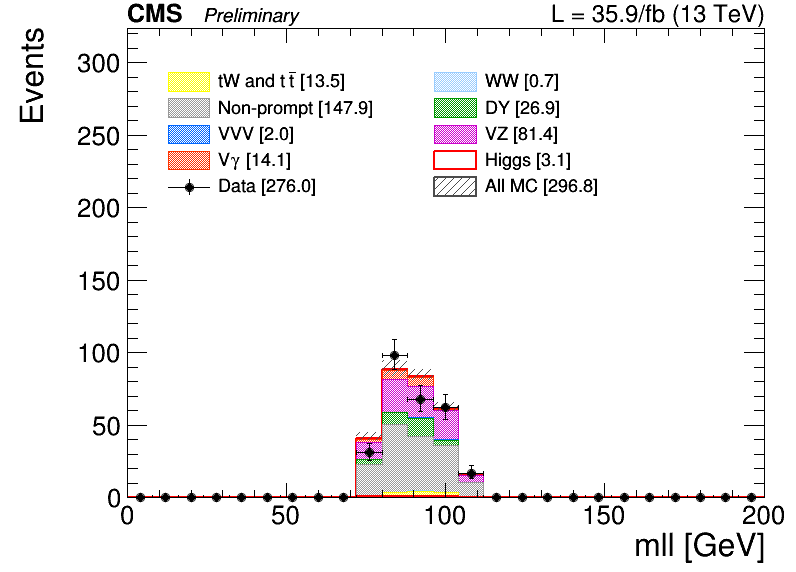 CMS Preliminary L = 35.9/fb (13 TeV)
Events
300
250
200
150
100
50
0
tW and tt̅ [13.5]
WW [0.7]
Non-prompt [147.9]
DY [26.9]
VVV [2.0]
VZ [81.4]
Vγ [14.1]
Higgs [3.1]
Data [276.0]
All MC [296.8]
0 50 100 150 200
mll [GeV]